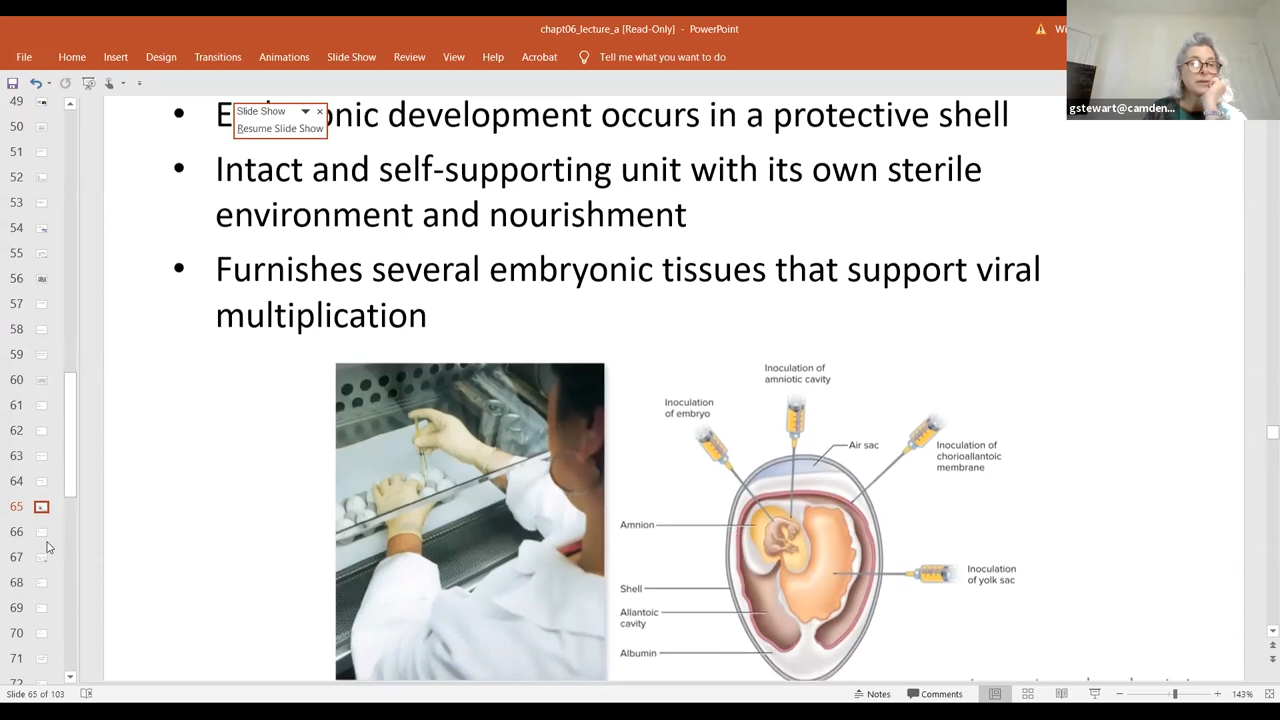 chapt06_lecture_a [Read-Only] - PowerPoint
File Home Insert Design Transitions Animations Slide Show Review View Help Acrobat Tell me what you want to do
gstewart@camden...
Slide Show
Resume Slide Show
• development occurs in a protective shell
• Intact and self-supporting unit with its own sterile
environment and nourishment
• Furnishes several embryonic tissues that support viral
multiplication
Inoculation of
amniotic cavity
Inoculation
of embryo
Air sac
Inoculation of
chorioallantoic
membrane
Amnion
Inoculation
of yolk sac
Shell
Allantoic
cavity
Albumin
49
50
51
52
53
54
55
56
57
58
59
60
61
62
63
64
65
66
67
68
69
70
71
72
Slide 65 of 103
Notes Comments 143%